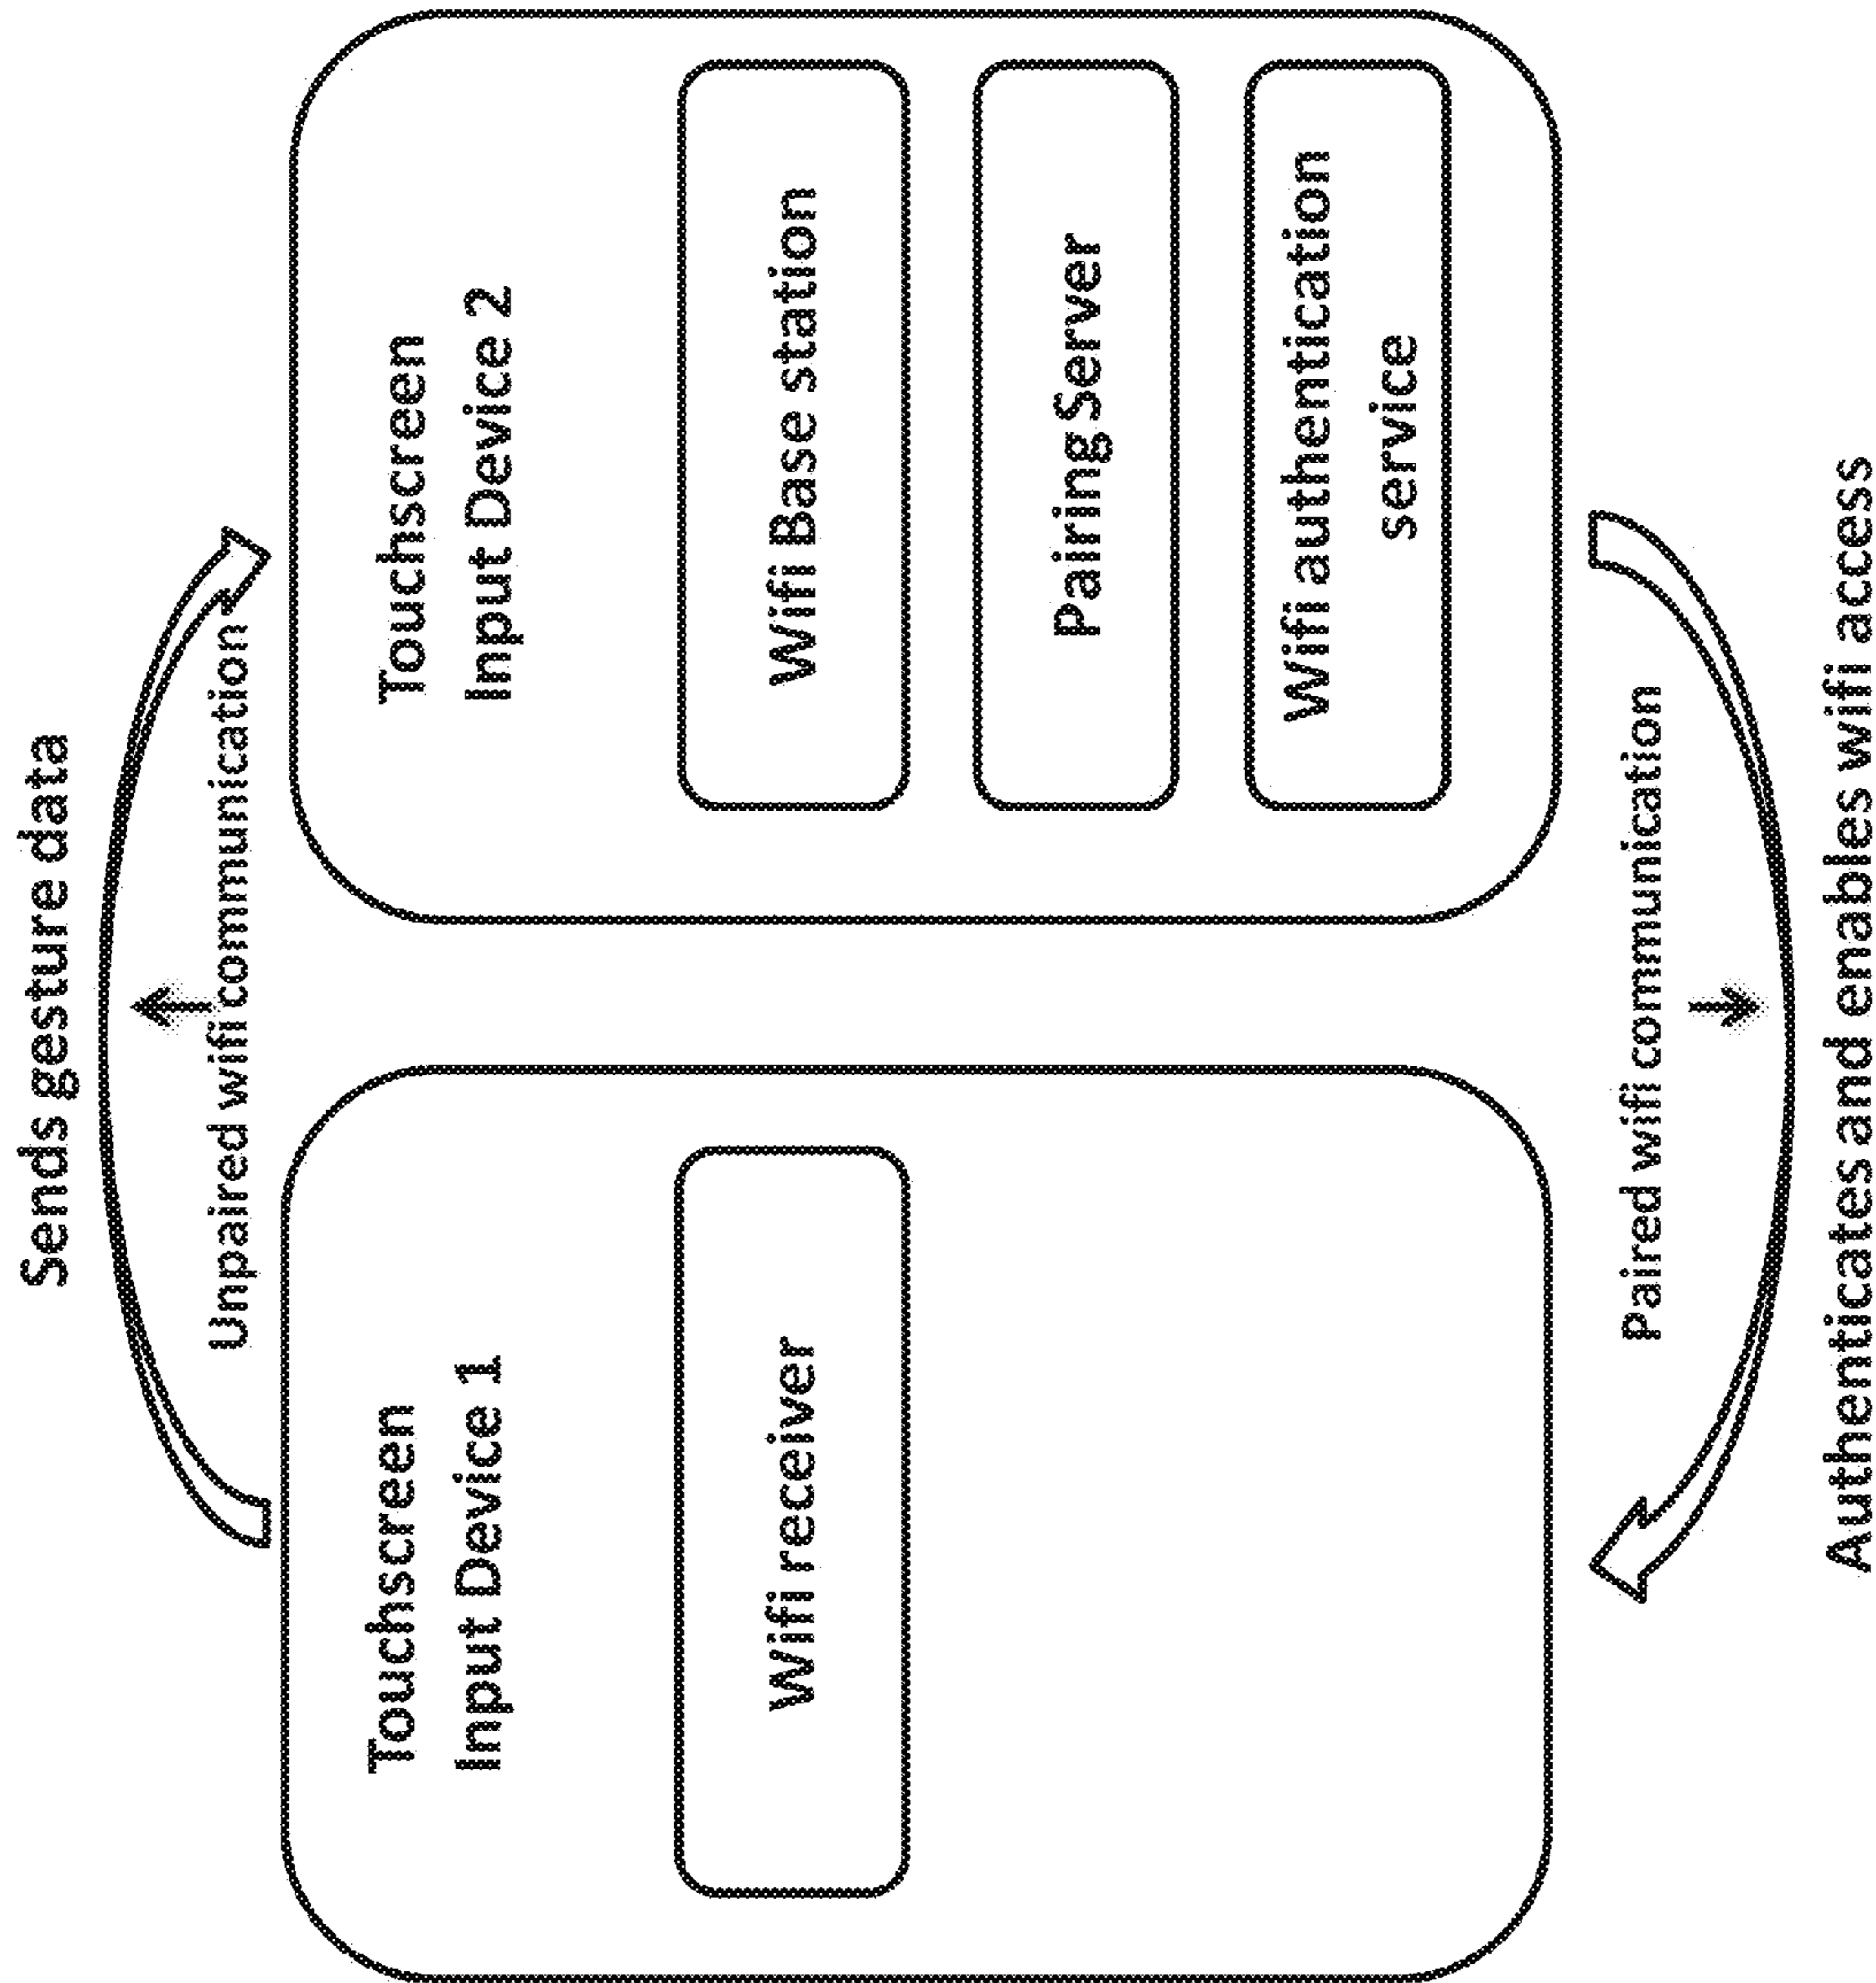 Sends gesture data
Unpaired wifi communication
Touchscreen
Input Device 1
Wifi receiver
Touchscreen
Input Device 2
Wifi Base station
Pairing Server
Wifi authentication
service
Paired wifi communication
Authenticates and enables wifi access